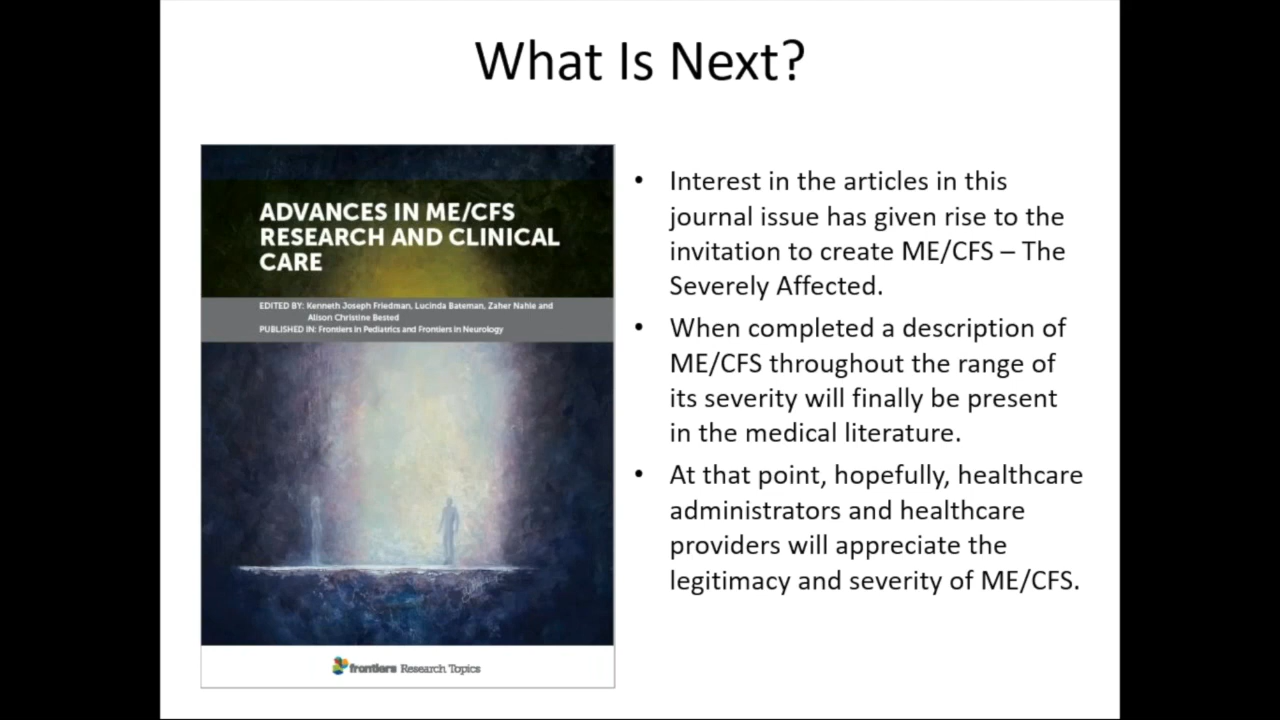 What Is Next?
ADVANCES IN ME/CFS
RESEARCH AND CLINICAL
CARE
EDITED BY: Kenneth Joseph Friedman, Lucinda Bateman, Zaher Nahle and
Alison Christine Bested
PUBLISHED IN: Frontiers in Pediatrics and Frontiers in Neurology
frontiers Research Topics
• Interest in the articles in this
journal issue has given rise to the
invitation to create ME/CFS – The
Severely Affected.
• When completed a description of
ME/CFS throughout the range of
its severity will finally be present
in the medical literature.
• At that point, hopefully, healthcare
administrators and healthcare
providers will appreciate the
legitimacy and severity of ME/CFS.